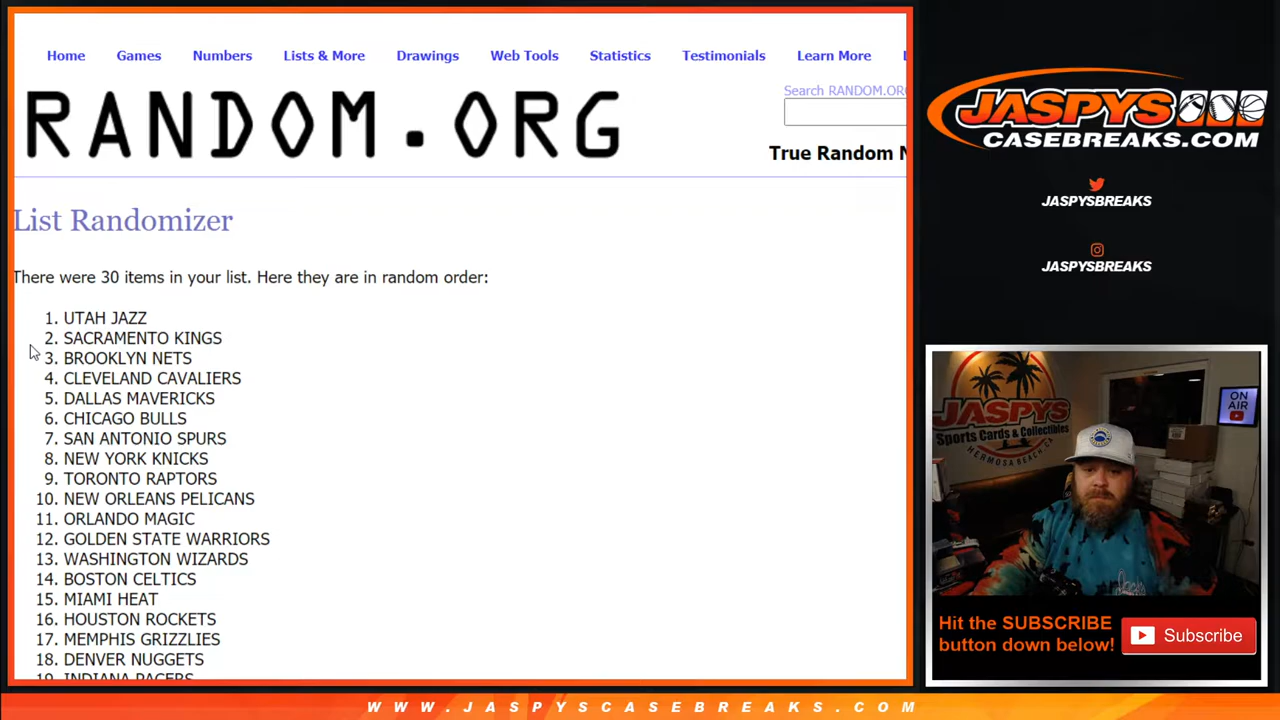 Home Games Numbers Lists & More Drawings Web Tools Statistics Testimonials Learn More
Search RANDOM.ORG
RANDOM.ORG
True Random N
List Randomizer
There were 30 items in your list. Here they are in random order:
1. UTAH JAZZ
2. SACRAMENTO KINGS
3. BROOKLYN NETS
4. CLEVELAND CAVALIERS
5. DALLAS MAVERICKS
6. CHICAGO BULLS
7. SAN ANTONIO SPURS
8. NEW YORK KNICKS
9. TORONTO RAPTORS
10. NEW ORLEANS PELICANS
11. ORLANDO MAGIC
12. GOLDEN STATE WARRIORS
13. WASHINGTON WIZARDS
14. BOSTON CELTICS
15. MIAMI HEAT
16. HOUSTON ROCKETS
17. MEMPHIS GRIZZLIES
18. DENVER NUGGETS
19. INDIANA PACERS
JASPYS
CASEBREAKS.COM
JASPYSBREAKS
JASPYSBREAKS
JASPYS
Sports Cards & Collectibles
HERMOSA BEACH, CA
ON
AIR
Hit the SUBSCRIBE
button down below!
Subscribe
WWW.JASPYSCASEBREAKS.COM